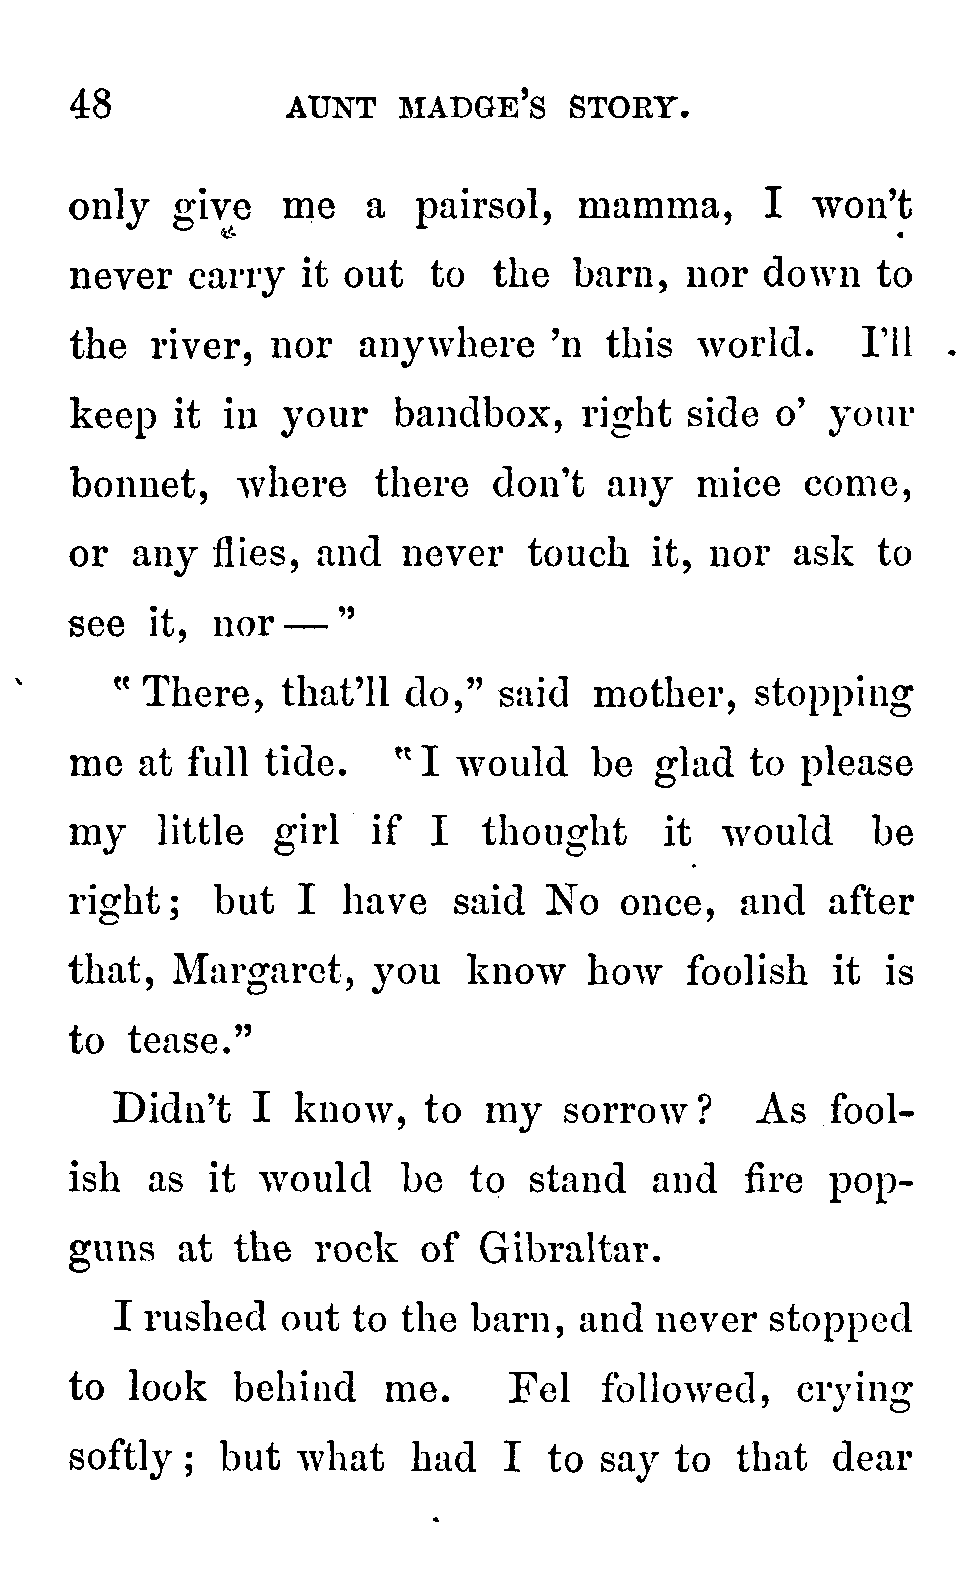 48 AUNT MADGE'S STORY.
only give me a pairsol, mamma, I won't
never carry it out to the barn, nor down to
the river, nor anywhere 'n this world. I'll
keep it in your bandbox, right side o' your
bonnet, where there don't any mice come,
or any flies, and never touch it, nor ask to
see it, nor — "
" There, that'll do," said mother, stopping
me at full tide. "I would be glad to please
my little girl if I thought it would be
right; but I have said No once, and after
that, Margaret, you know how foolish it is
to tease."
Didn't I know, to my sorrow? As fool-
ish as it would be to stand and fire pop-
guns at the rock of Gibraltar.
I rushed out to the barn, and never stopped
to look behind me. Fel followed, crying
softly; but what had I to say to that dear